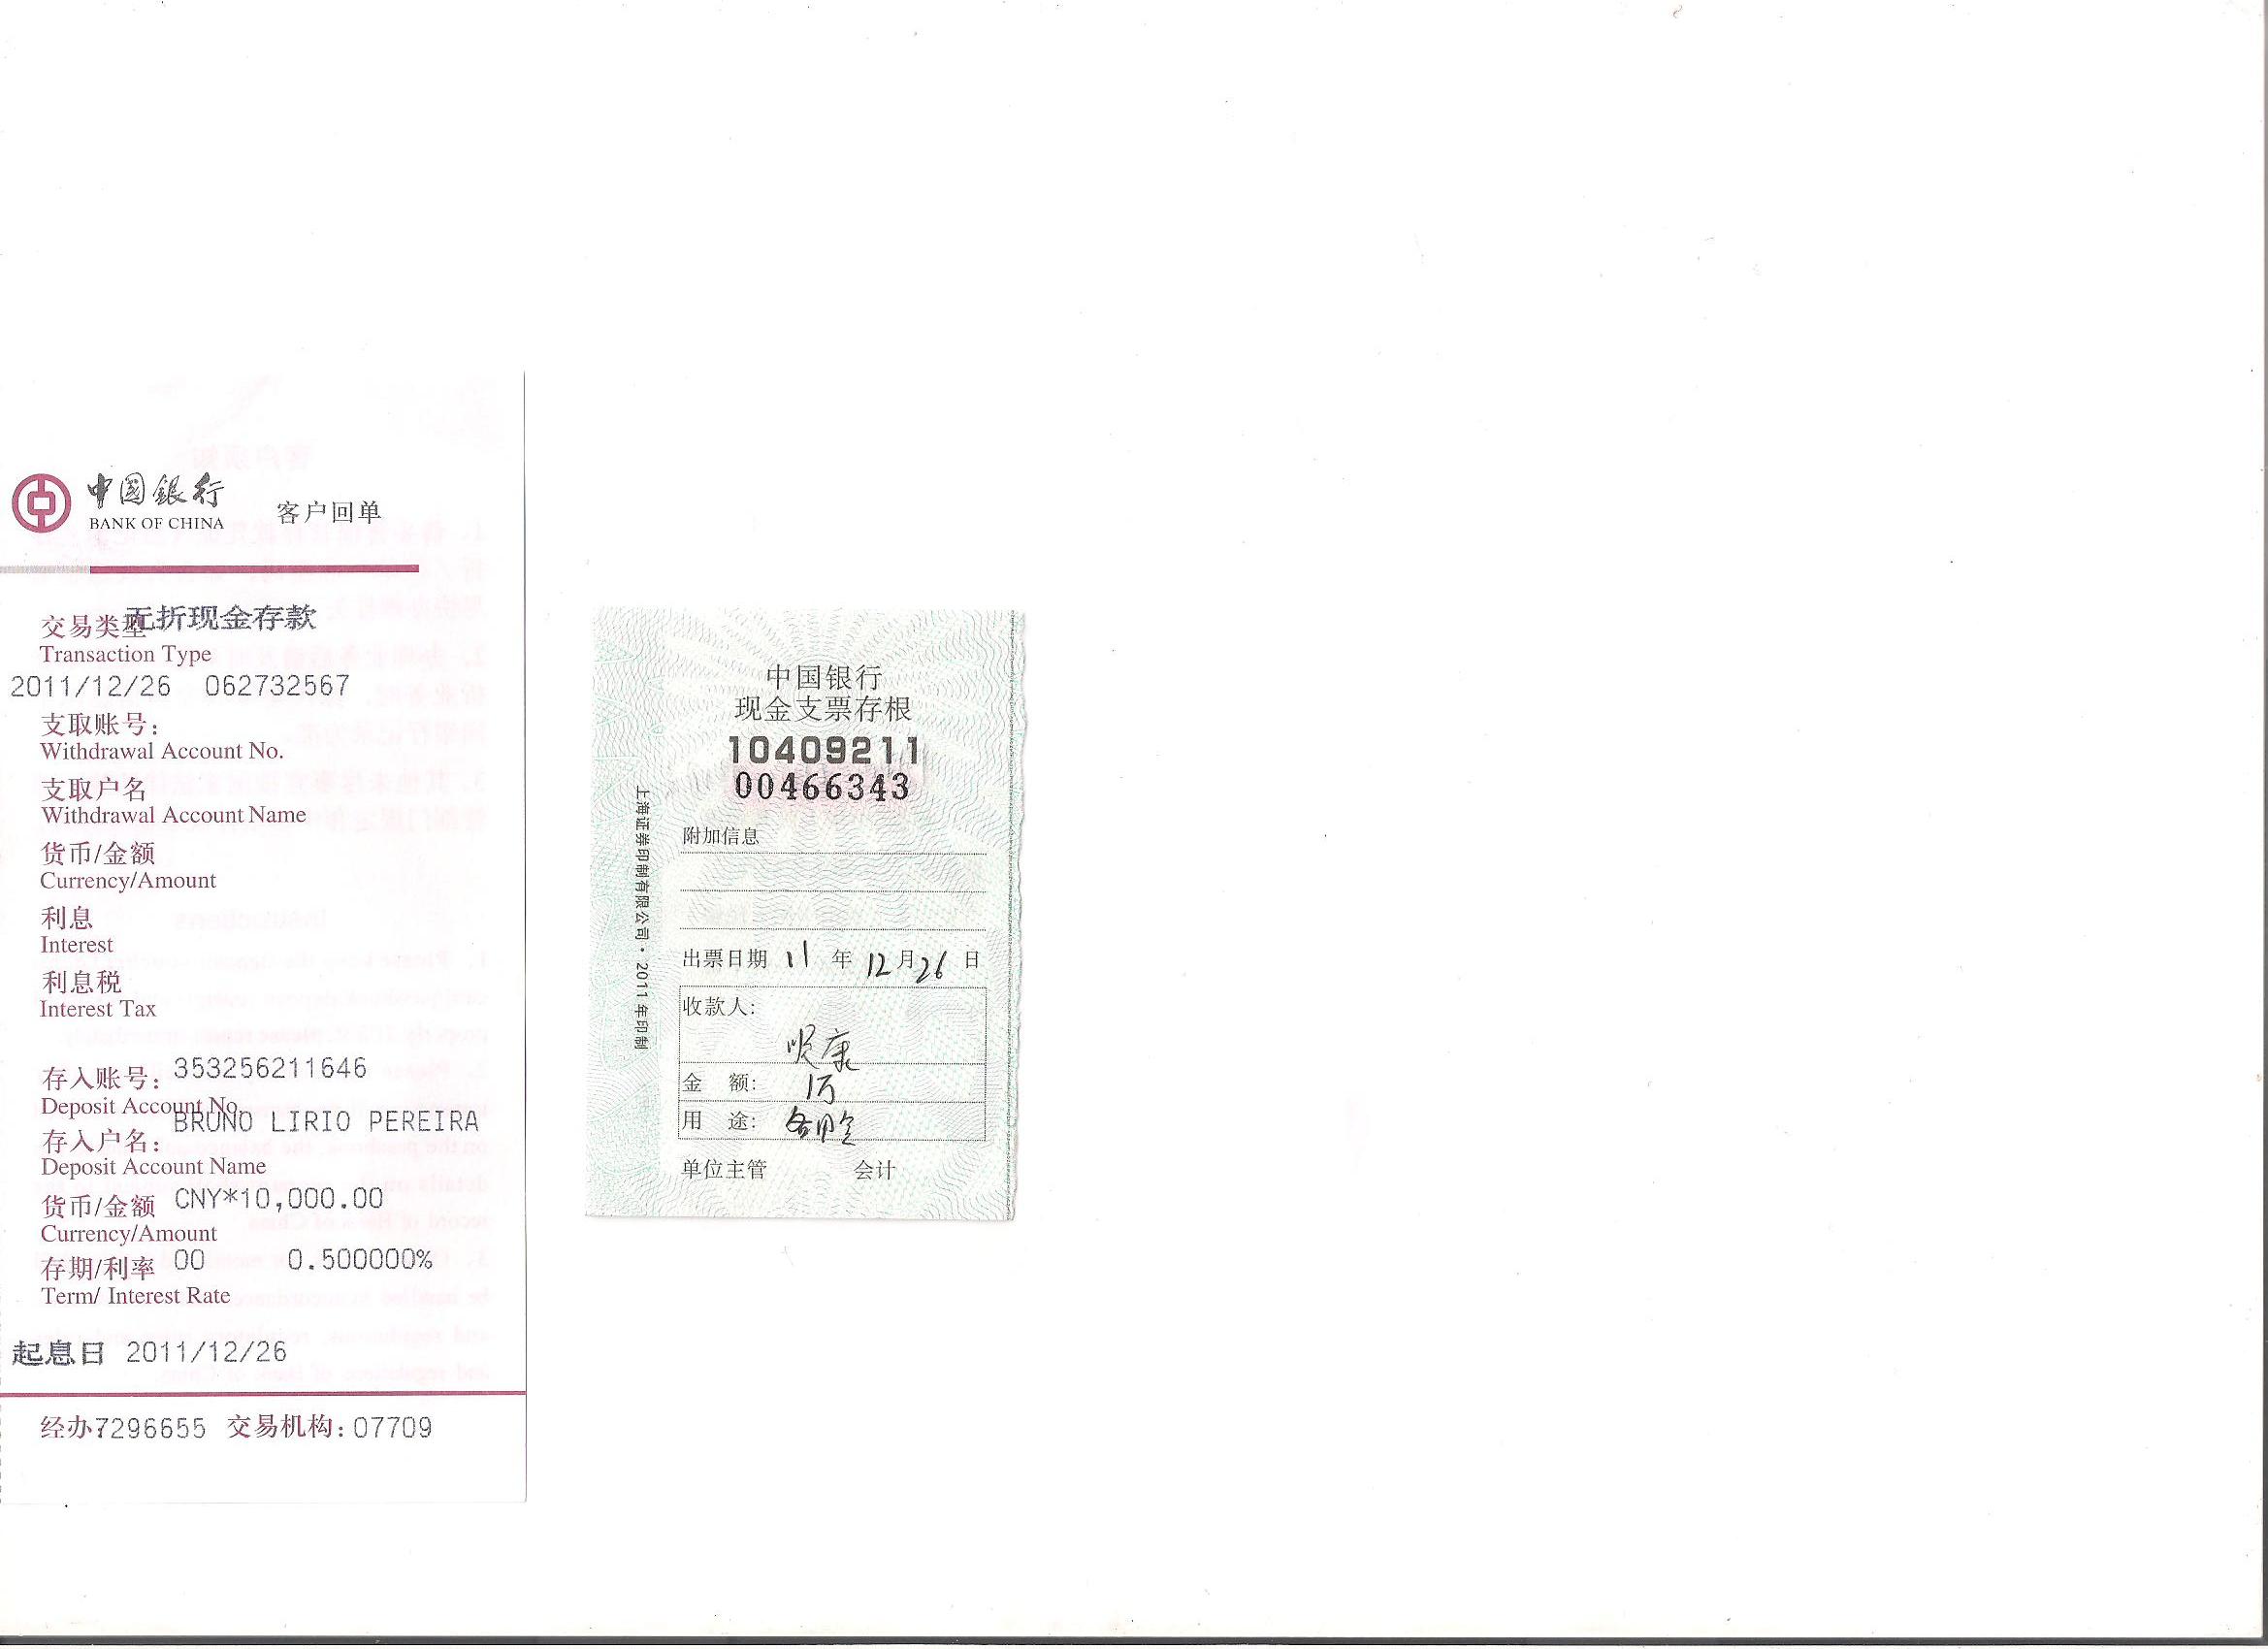 中国銀行
BANK OF CHINA
客户回单
交易类型 无折现金存款
Transaction Type
2011/12/26 062732567
支取账号:
Withdrawal Account No.
支取户名
Withdrawal Account Name
货币/金额
Currency/Amount
利息
Interest
利息税
Interest Tax
存入账号: 353256211646
Deposit Account No.
BRUNO LIRIO PEREIRA
存入户名:
Deposit Account Name
货币/金额 CNY*10,000.00
Currency/Amount
存期/利率 00 0.500000%
Term/ Interest Rate
起息日 2011/12/26
经办7296655 交易机构:07709
中国银行
现金支票存根
10409211
00466343
附加信息
出票日期 11 年 12 月 26 日
收款人:
金 额: 1万
用 途: 备用金
单位主管 会计
上海证券印制有限公司·2011年印制